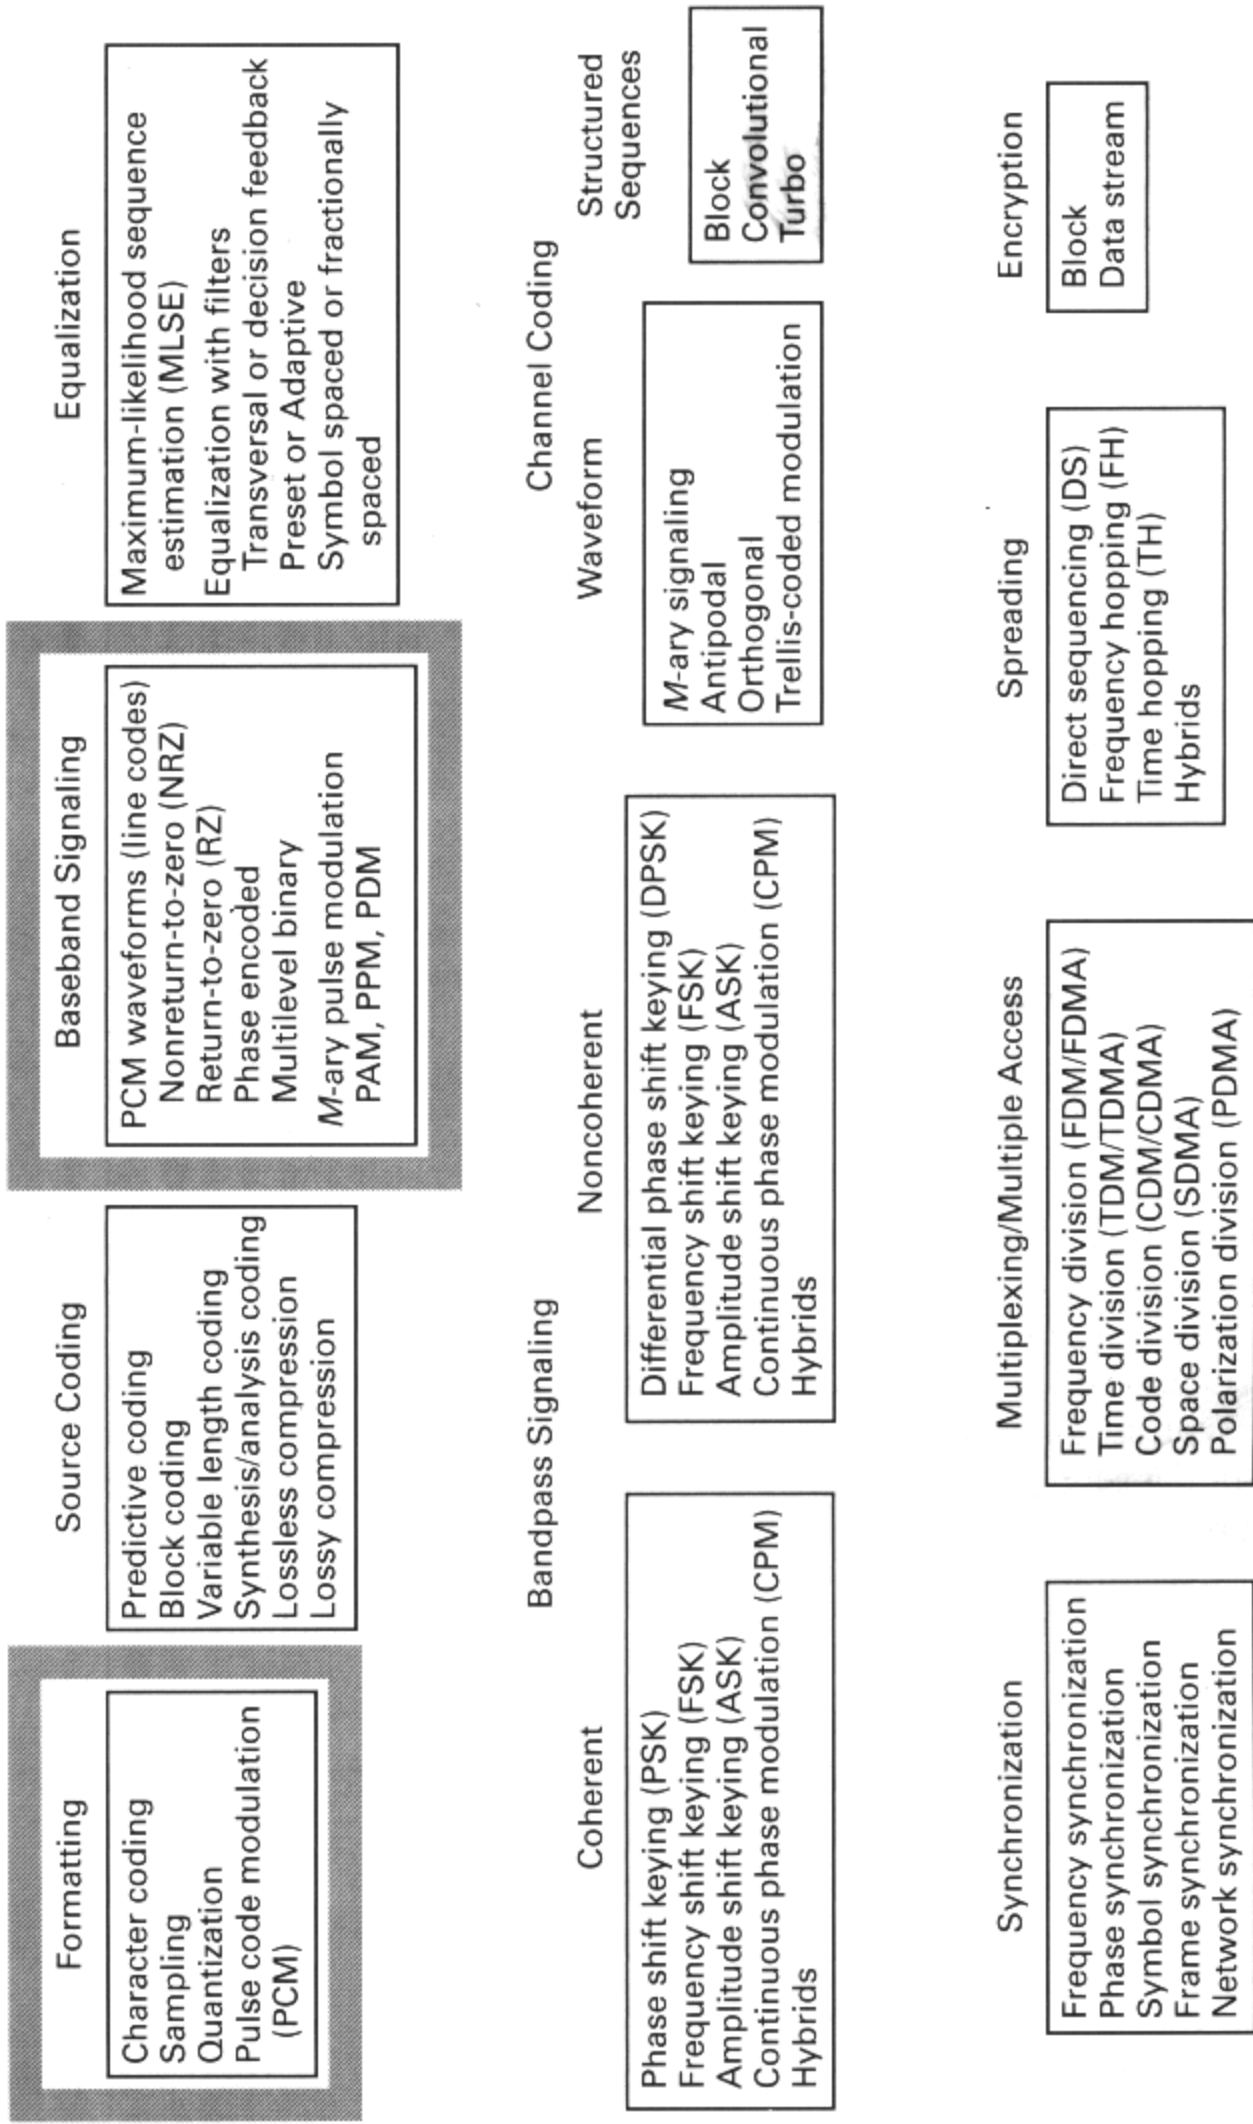 Formatting
Character coding
Sampling
Quantization
Pulse code modulation
(PCM)
Source Coding
Predictive coding
Block coding
Variable length coding
Synthesis/analysis coding
Lossless compression
Lossy compression
Baseband Signaling
PCM waveforms (line codes)
Nonreturn-to-zero (NRZ)
Return-to-zero (RZ)
Phase encoded
Multilevel binary
M-ary pulse modulation
PAM, PPM, PDM
Equalization
Maximum-likelihood sequence
estimation (MLSE)
Equalization with filters
Transversal or decision feedback
Preset or Adaptive
Symbol spaced or fractionally
spaced
Bandpass Signaling
Coherent
Phase shift keying (PSK)
Frequency shift keying (FSK)
Amplitude shift keying (ASK)
Continuous phase modulation (CPM)
Hybrids
Noncoherent
Differential phase shift keying (DPSK)
Frequency shift keying (FSK)
Amplitude shift keying (ASK)
Continuous phase modulation (CPM)
Hybrids
Channel Coding
Waveform
M-ary signaling
Antipodal
Orthogonal
Trellis-coded modulation
Structured
Sequences
Block
Convolutional
Turbo
Synchronization
Frequency synchronization
Phase synchronization
Symbol synchronization
Frame synchronization
Network synchronization
Multiplexing/Multiple Access
Frequency division (FDM/FDMA)
Time division (TDM/TDMA)
Code division (CDM/CDMA)
Space division (SDMA)
Polarization division (PDMA)
Spreading
Direct sequencing (DS)
Frequency hopping (FH)
Time hopping (TH)
Hybrids
Encryption
Block
Data stream